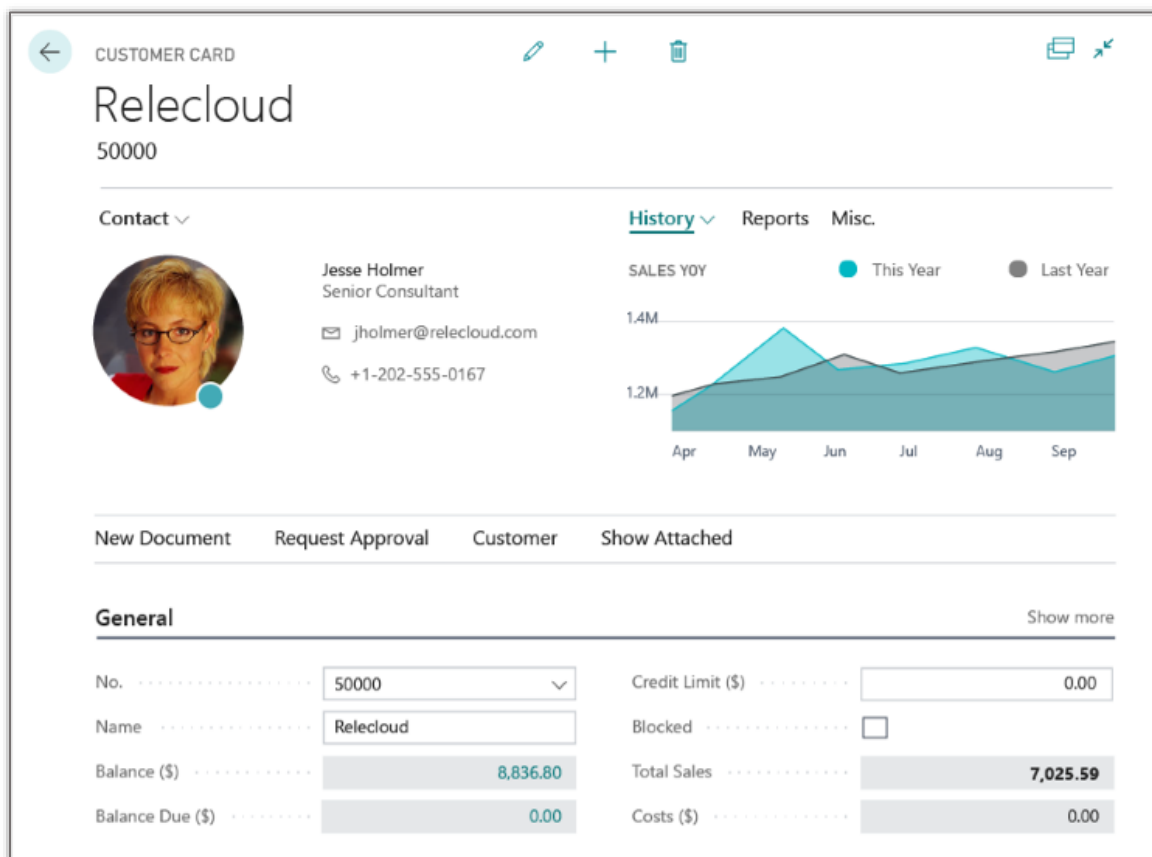 CUSTOMER CARD
Relecloud
50000
Contact
Jesse Holmer
Senior Consultant
jholmer@relecloud.com
+1-202-555-0167
History Reports Misc.
SALES YOY This Year Last Year
1.4M
1.2M
Apr May Jun Jul Aug Sep
New Document Request Approval Customer Show Attached
General Show more
No. 50000 Credit Limit ($) 0.00
Name Relecloud Blocked
Balance ($) 8,836.80 Total Sales 7,025.59
Balance Due ($) 0.00 Costs ($) 0.00